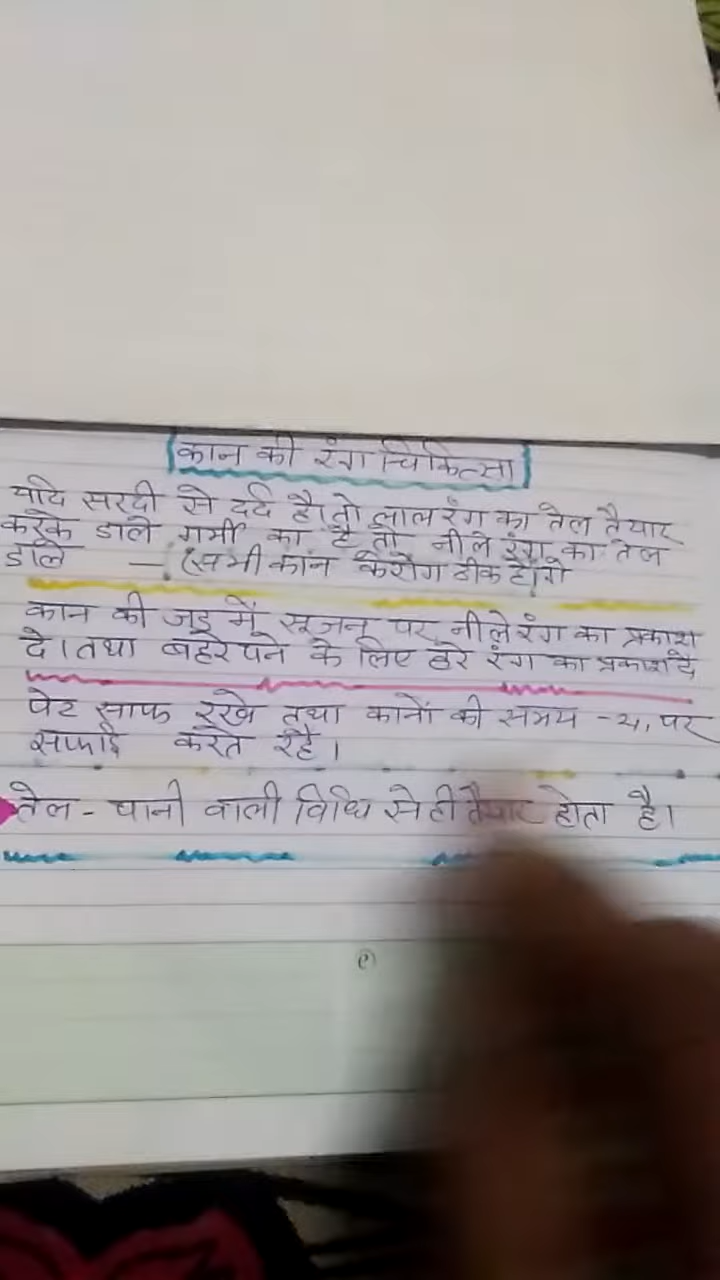 कान की रंग चिकित्सा
यदि सरदी से दर्द है। तो लाल रंग का तेल तैयार
करके डाले गर्मी का है तो नीले रंग का तेल
डाले — (सभी कान के रोग ठीक होंगे
कान की जड़ में सूजन पर नीले रंग का प्रकाश
दे। तथा बहरेपने के लिए हरे रंग का प्रकाश दे
पेट साफ रखे तथा कानों की समय - २, पर
सफाई करते रहे।
तेल - पानी वाली विधि से ही तैयार होता है।